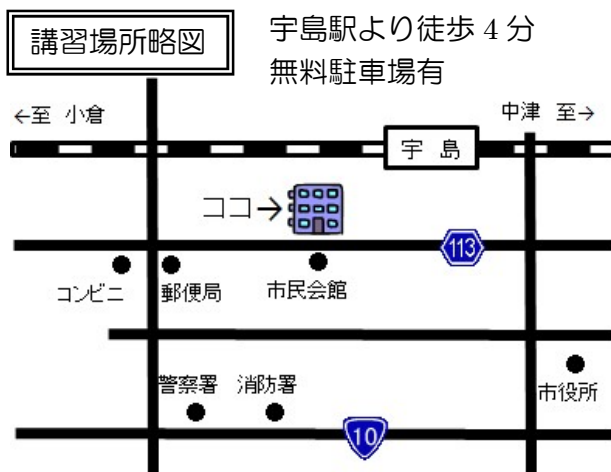 講習場所略図
宇島駅より徒歩 4 分
無料駐車場有
←至 小倉
中津 至→
宇 島
ココ→
113
コンビニ
郵便局
市民会館
警察署
消防署
市役所
10